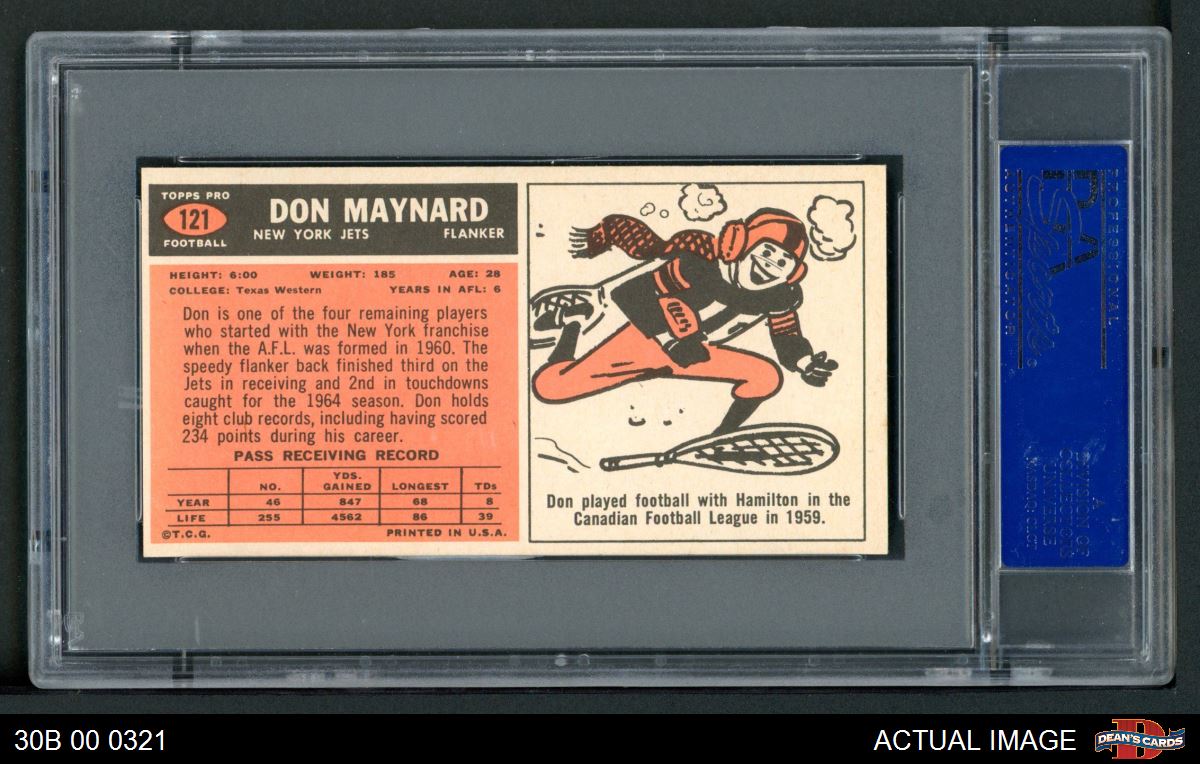 TOPPS PRO
121
FOOTBALL
DON MAYNARD
NEW YORK JETS FLANKER
HEIGHT: 6:00 WEIGHT: 185 AGE: 28
COLLEGE: Texas Western YEARS IN AFL: 6
Don is one of the four remaining players
who started with the New York franchise
when the A.F.L. was formed in 1960. The
speedy flanker back finished third on the
Jets in receiving and 2nd in touchdowns
caught for the 1964 season. Don holds
eight club records, including having scored
234 points during his career.
PASS RECEIVING RECORD
NO. YDS. GAINED LONGEST TDs
YEAR 46 847 68 8
LIFE 255 4562 86 39
©T.C.G. PRINTED IN U.S.A.
Don played football with Hamilton in the
Canadian Football League in 1959.
PSA
PROFESSIONAL
A
DIVISION OF
COLLECTORS
UNIVERSE
30B 00 0321
ACTUAL IMAGE
DEAN'S CARDS